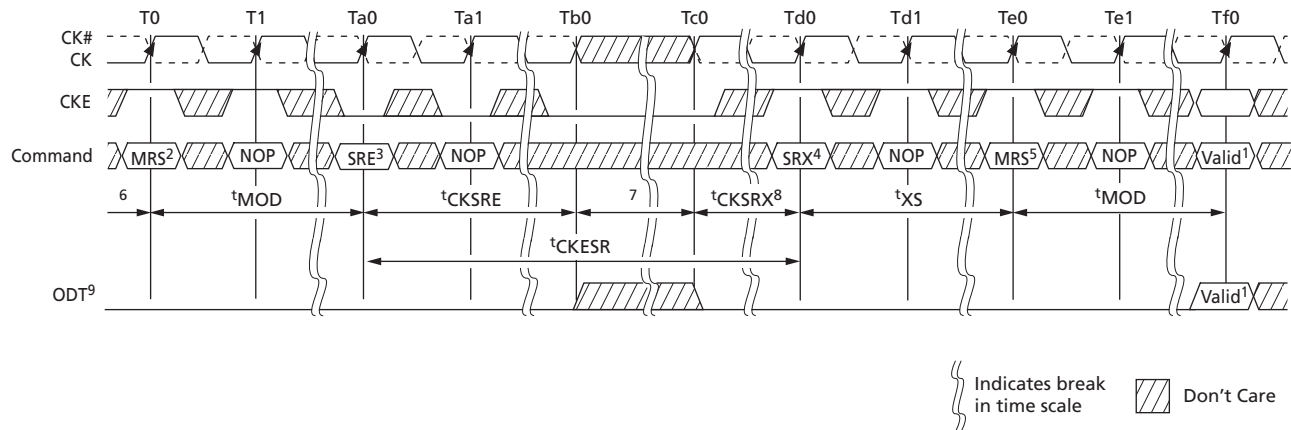 T0 T1 Ta0 Ta1 Tb0 Tc0 Td0 Td1 Te0 Te1 Tf0
CK#
CK
CKE
Command MRS² NOP SRE³ NOP SRX⁴ NOP MRS⁵ NOP Valid¹
6 tMOD tCKSRE 7 tCKSRX⁸ tXS tMOD
tCKESR
ODT⁹ Valid¹
Indicates break
in time scale
Don't Care